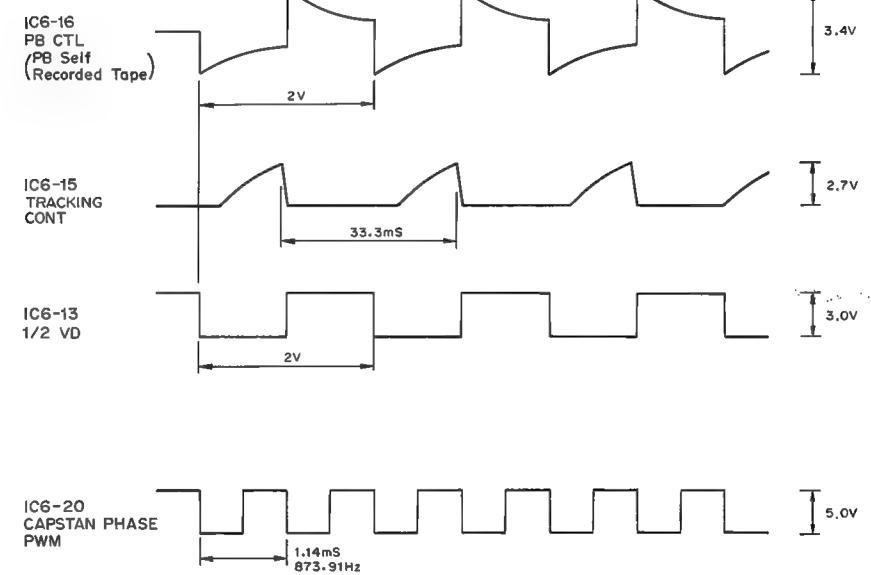 IC6-16
PB CTL
(PB Self
Recorded Tape)
3.4V
2V
IC6-15
TRACKING
CONT
2.7V
33.3mS
IC6-13
1/2 VD
3.0V
2V
IC6-20
CAPSTAN PHASE
PWM
5.0V
1.14mS
873.91Hz